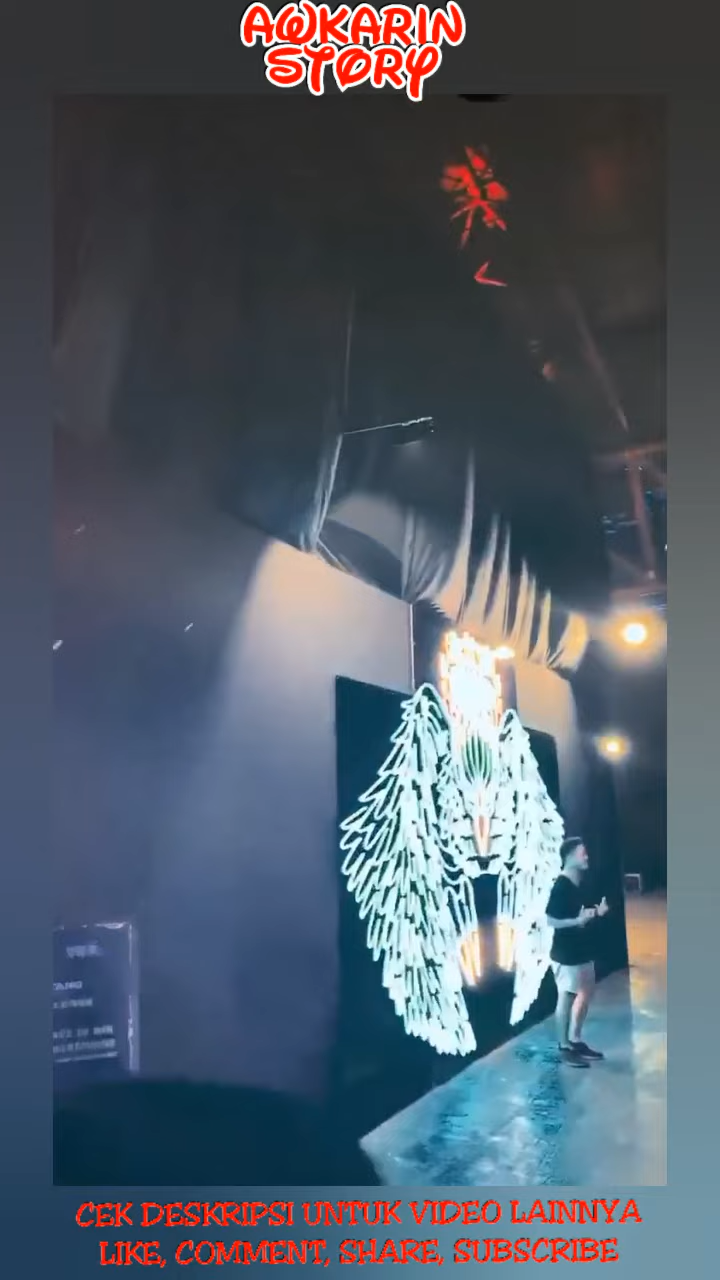 AWKARIN
STORY
CEK DESKRIPSI UNTUK VIDEO LAINNYA
LIKE, COMMENT, SHARE, SUBSCRIBE